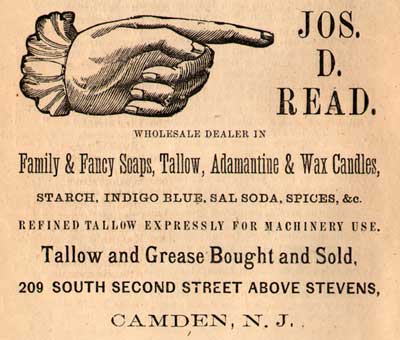 JOS.
D.
READ.
WHOLESALE DEALER IN
Family & Fancy Soaps, Tallow, Adamantine & Wax Candles,
STARCH, INDIGO BLUE, SAL SODA, SPICES, &c.
REFINED TALLOW EXPRESSLY FOR MACHINERY USE.
Tallow and Grease Bought and Sold,
209 SOUTH SECOND STREET ABOVE STEVENS,
CAMDEN, N. J.